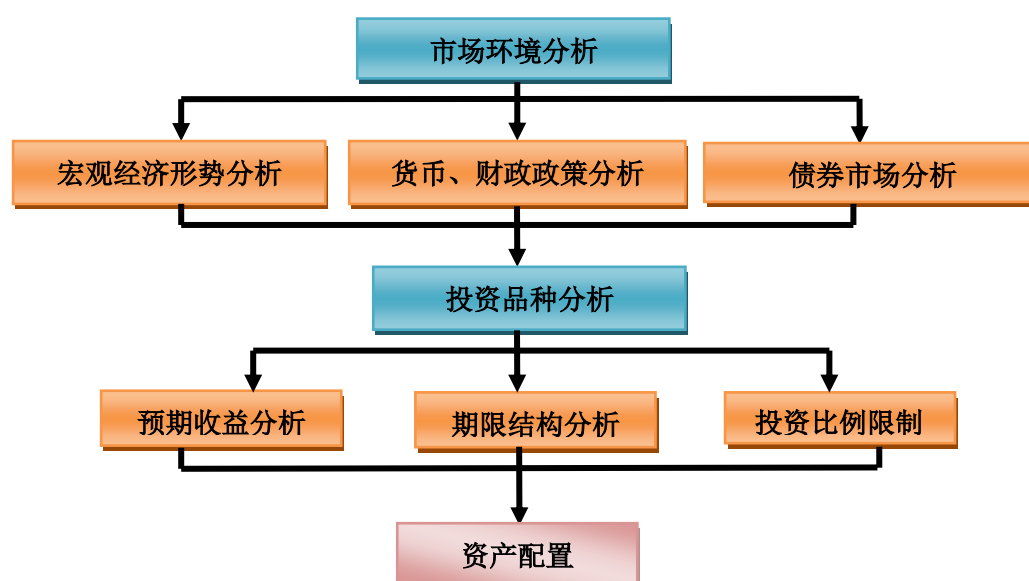 市场环境分析
宏观经济形势分析
货币、财政政策分析
债券市场分析
投资品种分析
预期收益分析
期限结构分析
投资比例限制
资产配置